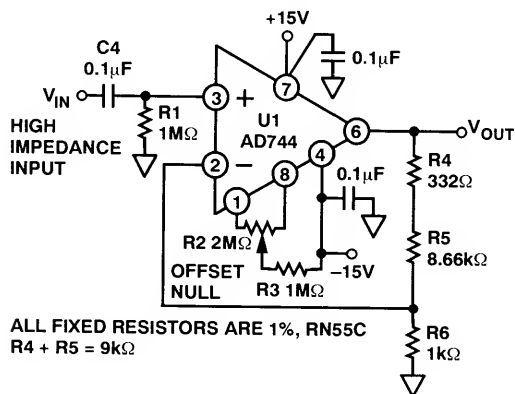 +15V
C4
0.1µF
0.1µF
7
VIN
3
+
R1
1MΩ
U1
AD744
6
VOUT
HIGH
IMPEDANCE
INPUT
2
−
4
8
1
0.1µF
R4
332Ω
R2 2MΩ
R5
8.66kΩ
OFFSET
NULL
−15V
R3 1MΩ
ALL FIXED RESISTORS ARE 1%, RN55C
R4 + R5 = 9kΩ
R6
1kΩ